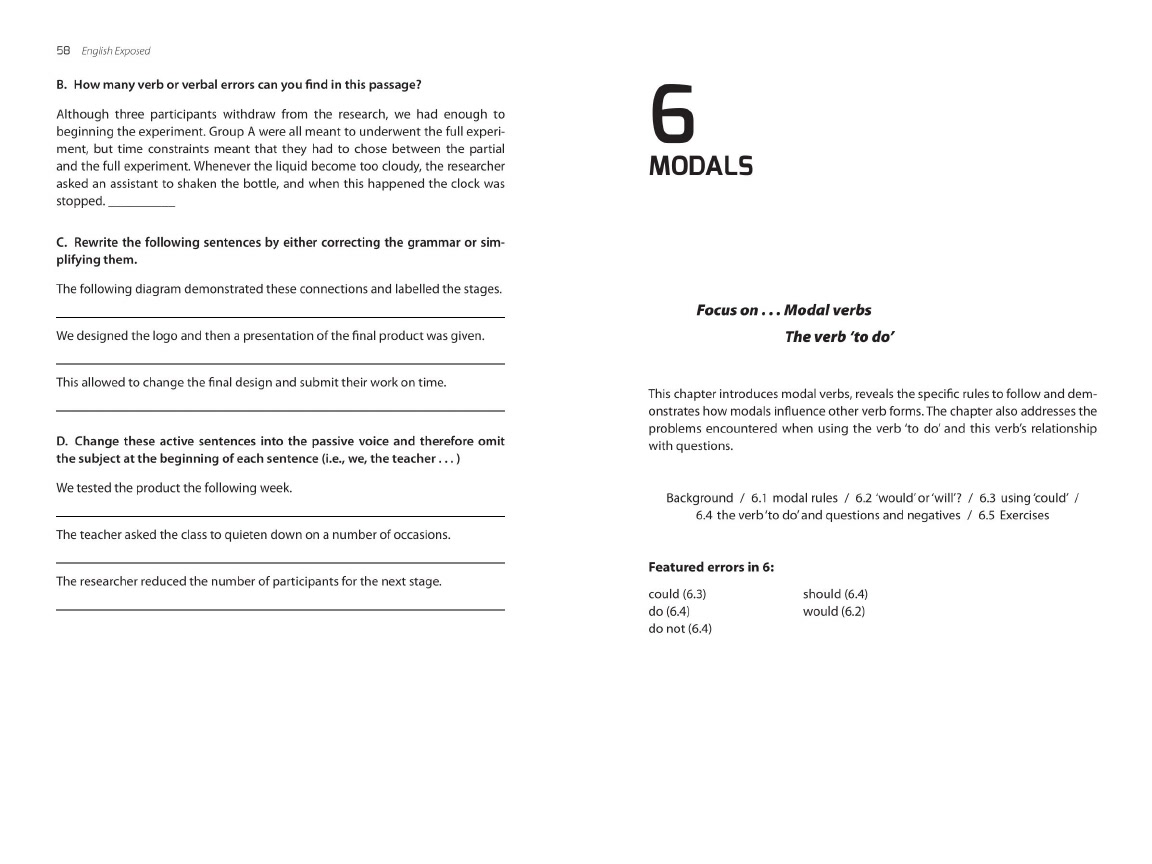 58 English Exposed
B. How many verb or verbal errors can you find in this passage?
Although three participants withdraw from the research, we had enough to
beginning the experiment. Group A were all meant to underwent the full experi-
ment, but time constraints meant that they had to chose between the partial
and the full experiment. Whenever the liquid become too cloudy, the researcher
asked an assistant to shaken the bottle, and when this happened the clock was
stopped. __________
C. Rewrite the following sentences by either correcting the grammar or sim-
plifying them.
The following diagram demonstrated these connections and labelled the stages.
We designed the logo and then a presentation of the final product was given.
This allowed to change the final design and submit their work on time.
D. Change these active sentences into the passive voice and therefore omit
the subject at the beginning of each sentence (i.e., we, the teacher . . . )
We tested the product the following week.
The teacher asked the class to quieten down on a number of occasions.
The researcher reduced the number of participants for the next stage.
6
MODALS
Focus on . . . Modal verbs
The verb ‘to do’
This chapter introduces modal verbs, reveals the specific rules to follow and dem-
onstrates how modals influence other verb forms. The chapter also addresses the
problems encountered when using the verb ‘to do’ and this verb’s relationship
with questions.
Background / 6.1 modal rules / 6.2 ‘would’ or ‘will’? / 6.3 using ‘could’ /
6.4 the verb ‘to do’ and questions and negatives / 6.5 Exercises
Featured errors in 6:
could (6.3) should (6.4)
do (6.4) would (6.2)
do not (6.4)